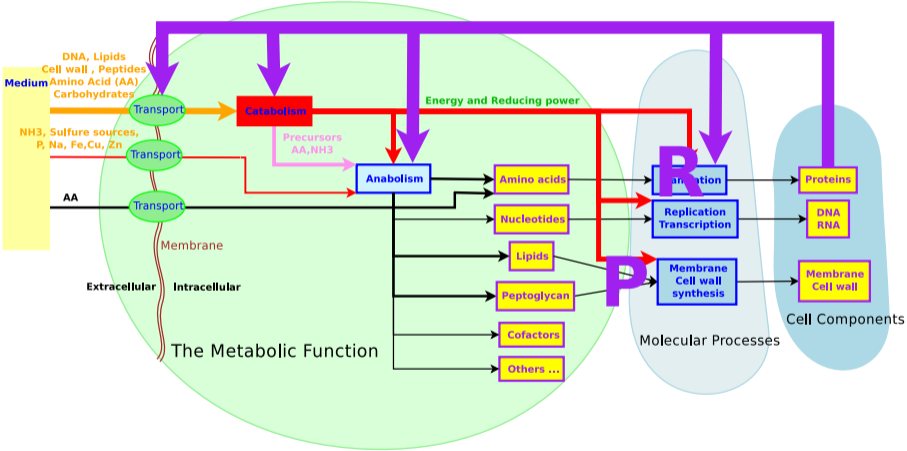 DNA, Lipids
Cell wall , Peptides
Amino Acid (AA)
Carbohydrates
Medium
Transport
Catabolism
Energy and Reducing power
NH3, Sulfure sources,
P, Na, Fe,Cu, Zn
Transport
Precursors
AA,NH3
Anabolism
AA
Transport
Membrane
Extracellular
Intracellular
The Metabolic Function
Amino acids
Nucleotides
Lipids
Peptoglycan
Cofactors
Others ...
R
P
Replication
Transcription
Membrane
Cell wall
synthesis
Molecular Processes
Proteins
DNA
RNA
Membrane
Cell wall
Cell Components